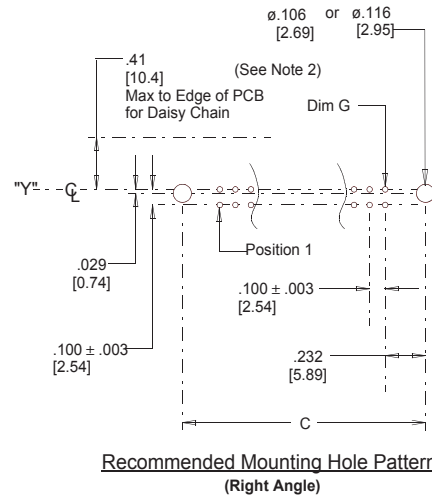 ø.106 or ø.116
[2.69] [2.95]
.41
[10.4]
Max to Edge of PCB
for Daisy Chain
(See Note 2)
Dim G
"Y" CL
Position 1
.029
[0.74]
.100 ± .003
[2.54]
.100 ± .003
[2.54]
.232
[5.89]
C
Recommended Mounting Hole Pattern
(Right Angle)